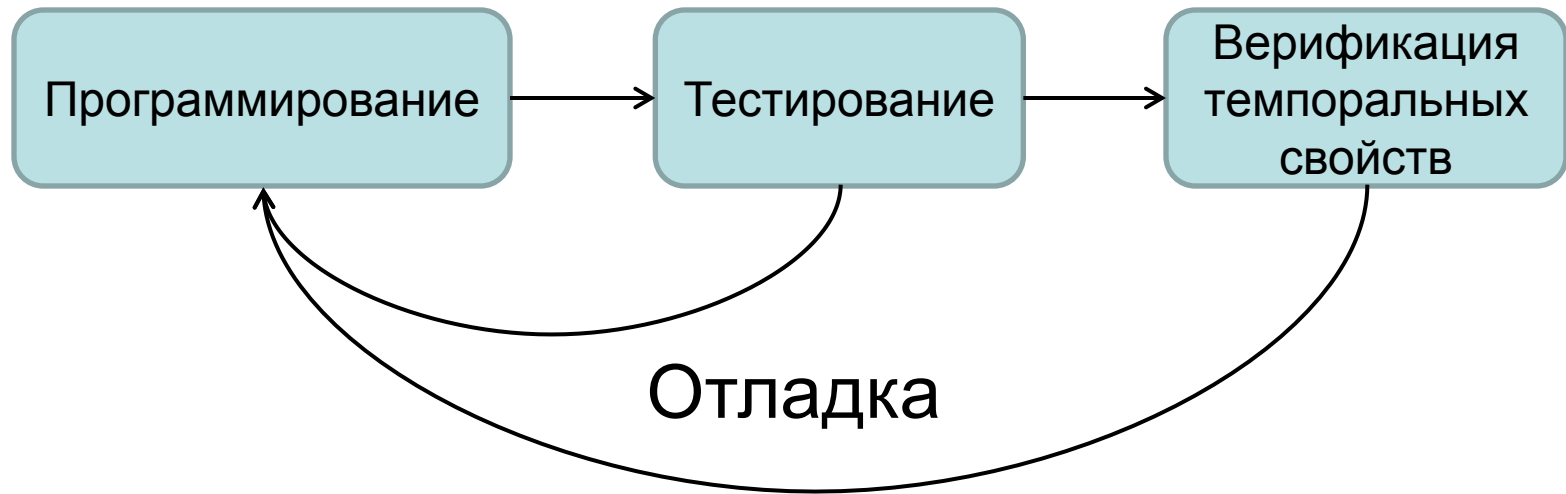 Программирование
Тестирование
Верификация
темпоральных
свойств
Отладка